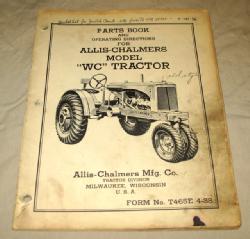 PARTS BOOK
AND
OPERATING DIRECTIONS
FOR
ALLIS-CHALMERS
MODEL
"WC" TRACTOR
Allis-Chalmers Mfg. Co.
TRACTOR DIVISION
MILWAUKEE, WISCONSIN
U. S. A.
FORM No. T465E 4-38